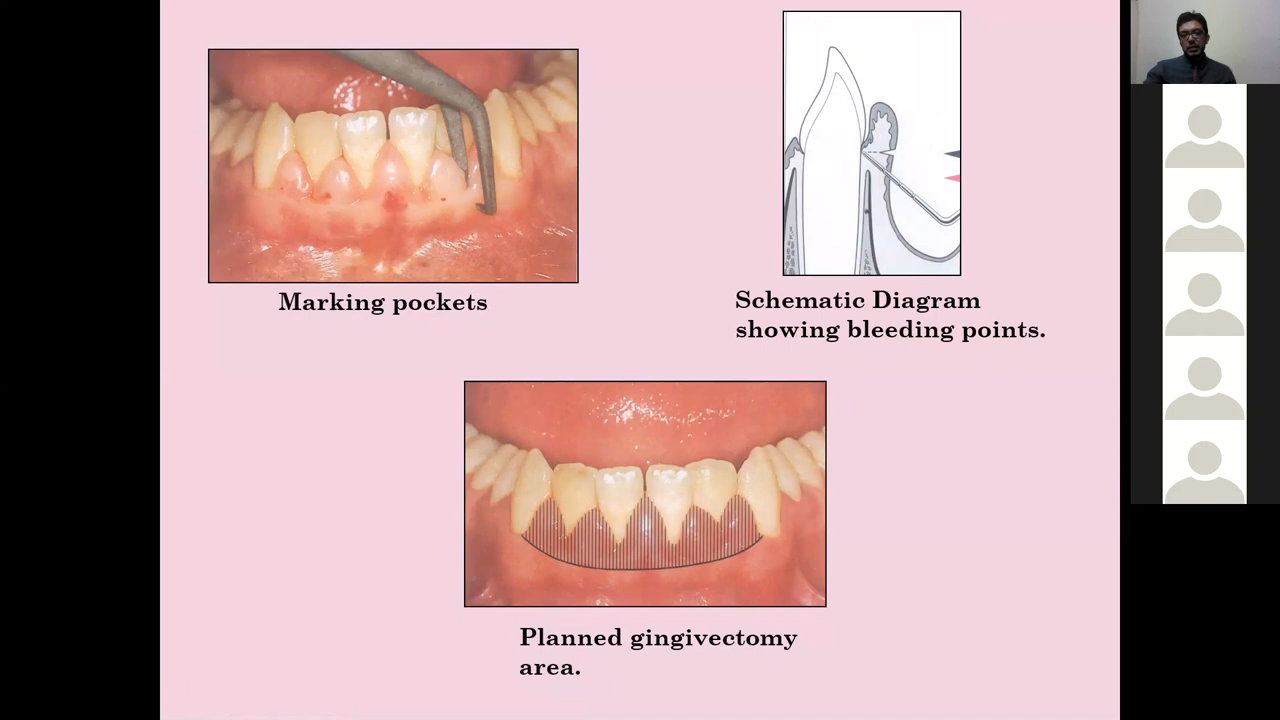 Marking pockets
Schematic Diagram
showing bleeding points.
Planned gingivectomy
area.